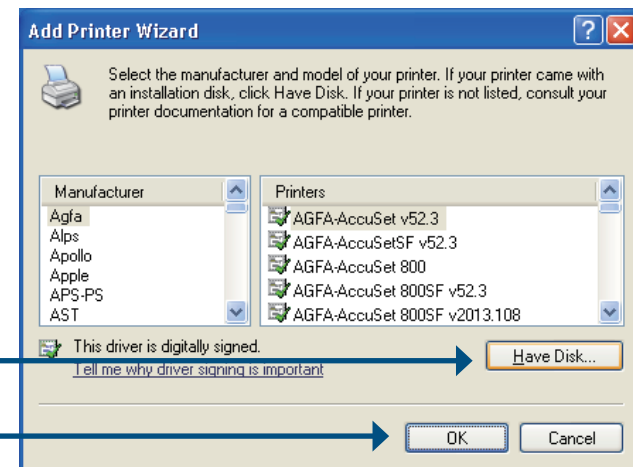 Add Printer Wizard
Select the manufacturer and model of your printer. If your printer came with
an installation disk, click Have Disk. If your printer is not listed, consult your
printer documentation for a compatible printer.
Manufacturer
Agfa
Alps
Apollo
Apple
APS-PS
AST
Printers
AGFA-AccuSet v52.3
AGFA-AccuSetSF v52.3
AGFA-AccuSet 800
AGFA-AccuSet 800SF v52.3
AGFA-AccuSet 800SF v2013.108
This driver is digitally signed.
Tell me why driver signing is important
Have Disk...
OK
Cancel